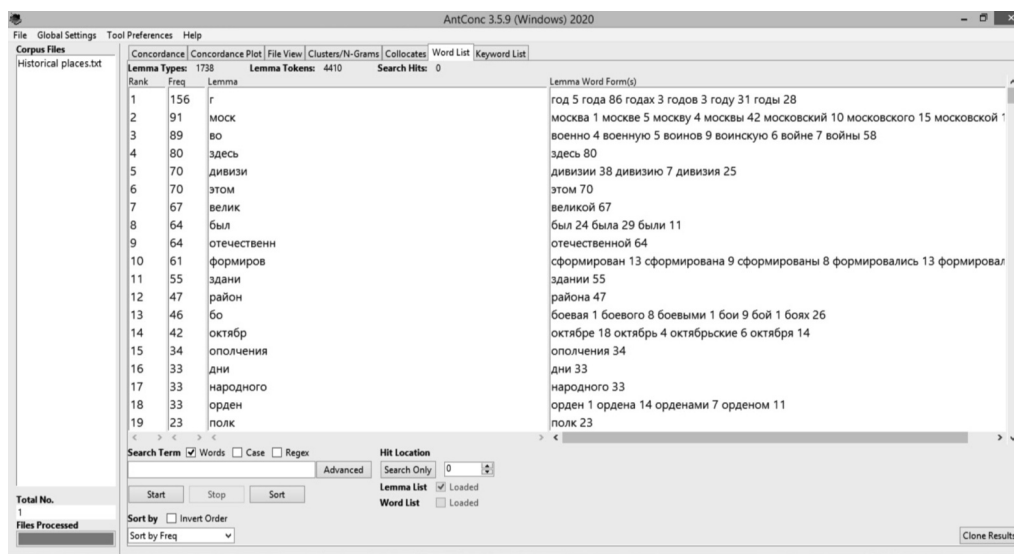 AntConc 3.5.9 (Windows) 2020
File Global Settings Tool Preferences Help
Corpus Files
Historical places.txt
Concordance Concordance Plot File View Clusters/N-Grams Collocates Word List Keyword List
Lemma Types: 1738 Lemma Tokens: 4410 Search Hits: 0
Rank Freq Lemma Lemma Word Form(s)
1 156 г год 5 года 86 годах 3 годов 3 году 31 годы 28
2 91 моск москва 1 москве 5 москву 4 москвы 42 московский 10 московского 15 московской 1
3 89 во военно 4 военную 5 воинов 9 воинскую 6 войне 7 войны 58
4 80 здесь здесь 80
5 70 дивизи дивизии 38 дивизию 7 дивизия 25
6 70 этом этом 70
7 67 велик великой 67
8 64 был был 24 была 29 были 11
9 64 отечественн отечественной 64
10 61 формиров сформирован 13 сформирована 9 сформированы 8 формировались 13 формировал
11 55 здани здании 55
12 47 район района 47
13 46 бо боевая 1 боевого 8 боевыми 1 бои 9 бой 1 боях 26
14 42 октябр октябре 18 октябрь 4 октябрьские 6 октября 14
15 34 ополчения ополчения 34
16 33 дни дни 33
17 33 народного народного 33
18 33 орден орден 1 ордена 14 орденами 7 орденом 11
19 23 полк полк 23
Search Term Words Case Regex Hit Location
Advanced Search Only 0
Start Stop Sort Lemma List Loaded
Word List Loaded
Sort by Invert Order
Sort by Freq
Total No.
1
Files Processed
Clone Results